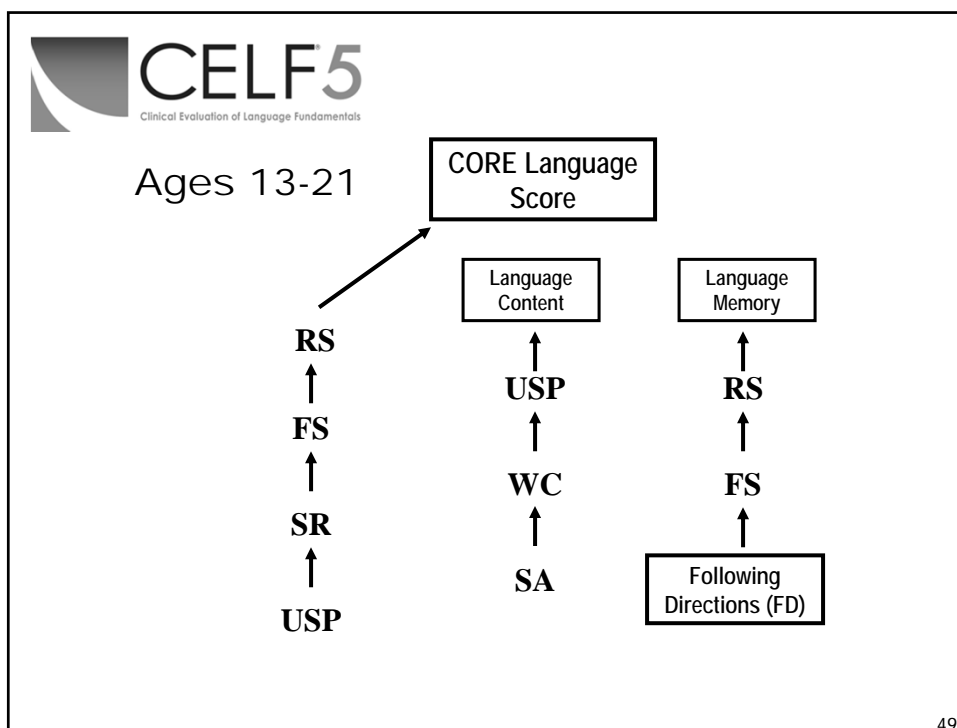 CELF5
Clinical Evaluation of Language Fundamentals
Ages 13-21
CORE Language
Score
Language
Content
Language
Memory
RS
USP
RS
FS
WC
FS
SR
SA
Following
Directions (FD)
USP
49